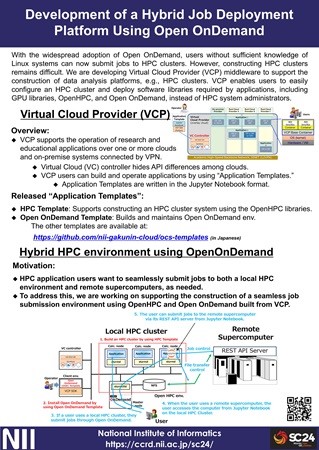 Development of a Hybrid Job Deployment
Platform Using Open OnDemand
With the widespread adoption of Open OnDemand, users without sufficient knowledge of
Linux systems can now submit jobs to HPC clusters. However, constructing HPC clusters
remains difficult. We are developing Virtual Cloud Provider (VCP) middleware to support the
construction of data analysis platforms, e.g., HPC clusters. VCP enables users to easily
configure an HPC cluster and deploy software libraries required by applications, including
GPU libraries, OpenHPC, and Open OnDemand, instead of HPC system administrators.
Virtual Cloud Provider (VCP)
Overview:
❖ VCP supports the operation of research and
educational applications over one or more clouds
and on-premise systems connected by VPN.
❖ Virtual Cloud (VC) controller hides API differences among clouds.
❖ VCP users can build and operate applications by using "Application Templates."
❖ Application Templates are written in the Jupyter Notebook format.
Released "Application Templates":
❖ HPC Template: Supports constructing an HPC cluster system using the OpenHPC libraries.
❖ Open OnDemand Template: Builds and maintains Open OnDemand env.
The other templates are available at:
https://github.com/nii-gakunin-cloud/ocs-templates (in Japanese)
Hybrid HPC environment using OpenOnDemand
Motivation:
❖ HPC application users want to seamlessly submit jobs to both a local HPC
environment and remote supercomputers, as needed.
❖ To address this, we are working on supporting the construction of a seamless job
submission environment using OpenHPC and Open OnDemand built from VCP.
5. The user can submit jobs to the remote supercomputer
via its REST API server from Jupyter Notebook.
Local HPC cluster
Remote
Supercomputer
1. Build an HPC cluster by using HPC Template
VC controller
Calc. node
Calc. node
Calc. node
REST API Server
Job control
File transfer
control
Operator
Client env.
NFS
Open HPC env.
2. Install Open OnDemand by
using Open OnDemand Template
3. If a user uses a local HPC cluster, they
submit jobs through Open OnDemand.
4. When the user uses a remote supercomputer, the
user accesses the computer from Jupyter Notebook
on the local HPC Cluster.
User
NII
National Institute of Informatics
https://ccrd.nii.ac.jp/sc24/
SC24